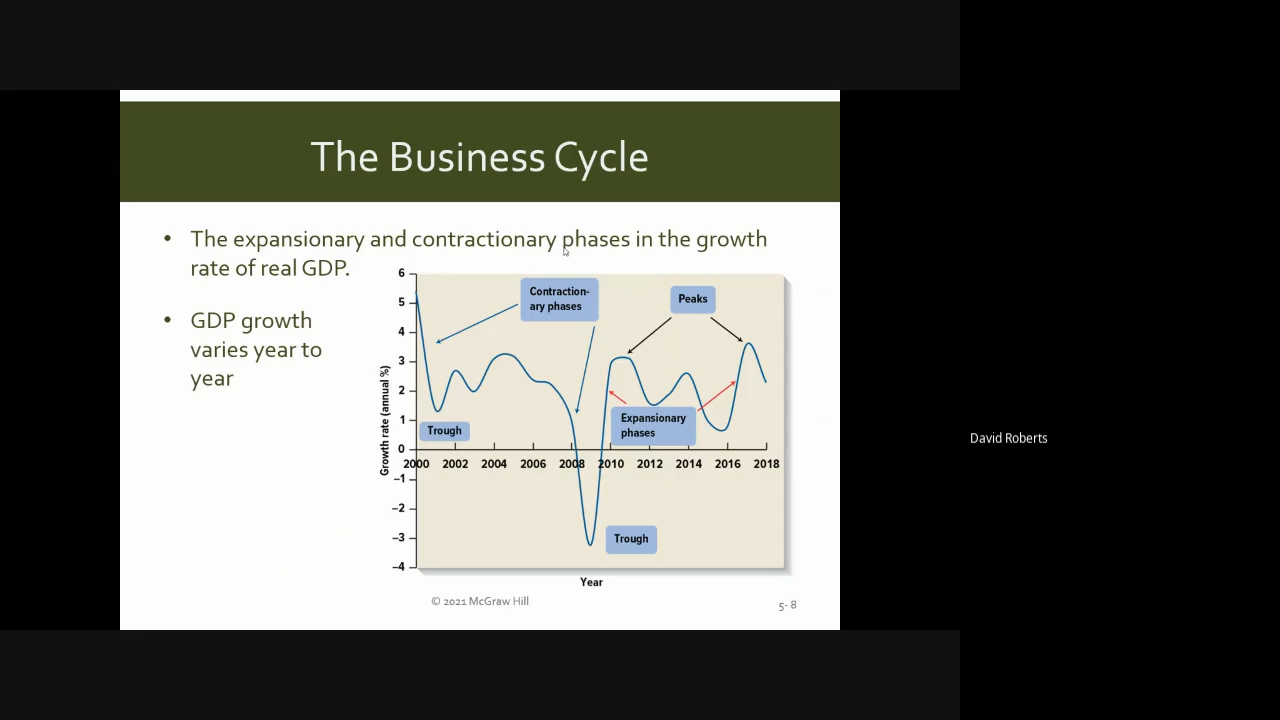 The Business Cycle
• The expansionary and contractionary phases in the growth
rate of real GDP.
• GDP growth
varies year to
year
6
5
4
3
2
1
0
–1
–2
–3
–4
Growth rate (annual %)
Contraction-
ary phases
Peaks
Expansionary
phases
Trough
2000 2002 2004 2006 2008 2010 2012 2014 2016 2018
Trough
Year
© 2021 McGraw Hill
5- 8
David Roberts